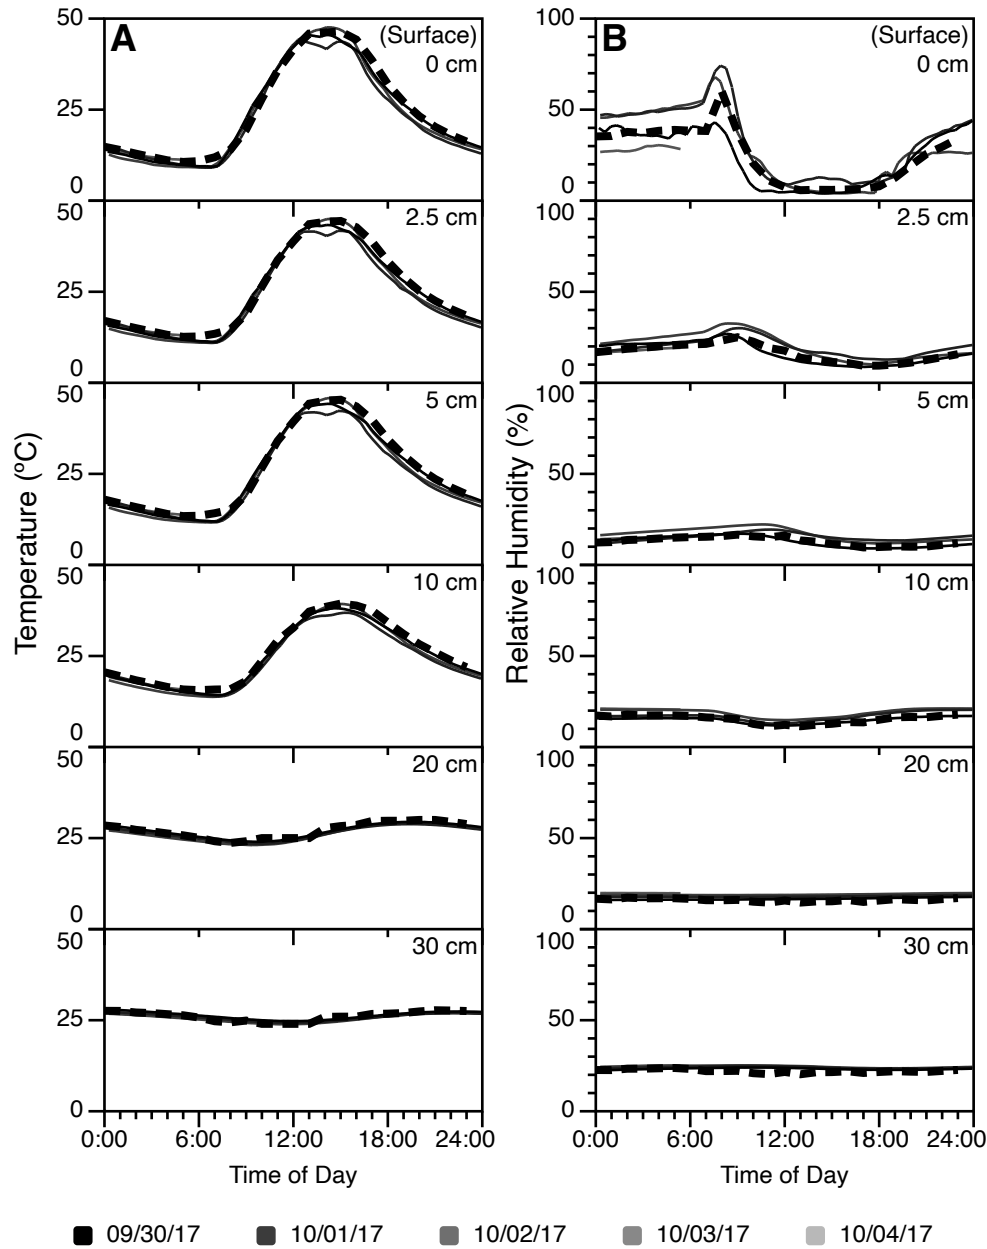 A
(Surface)
0 cm
50
25
0
B
(Surface)
0 cm
100
50
0
2.5 cm
50
25
0
2.5 cm
100
50
0
5 cm
50
25
0
5 cm
100
50
0
10 cm
50
25
0
10 cm
100
50
0
20 cm
50
25
0
20 cm
100
50
0
30 cm
50
25
0
30 cm
100
50
0
Temperature (ºC)
Relative Humidity (%)
0:00 6:00 12:00 18:00 24:00
0:00 6:00 12:00 18:00 24:00
Time of Day
Time of Day
09/30/17 10/01/17 10/02/17 10/03/17 10/04/17